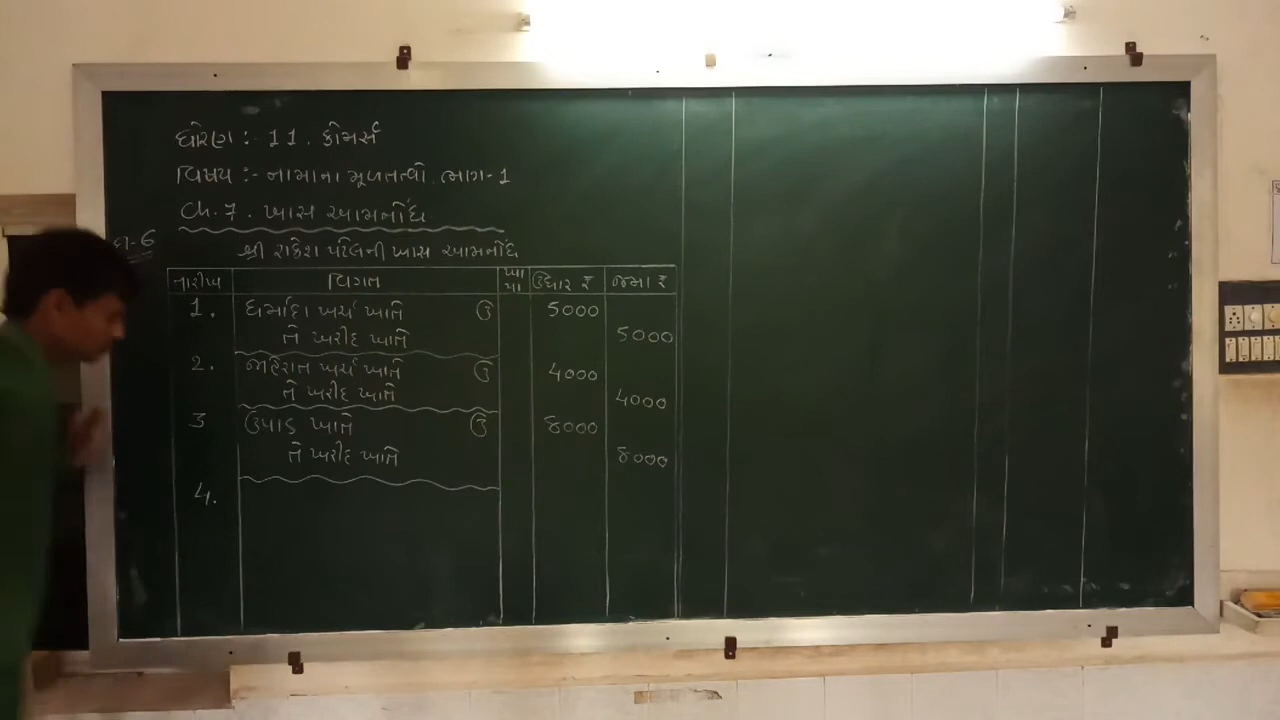 ધોરણ :- 11 . કોમર્સ
વિષય :- નામાના મૂળતત્વો . ભાગ-1
Ch. 7 . ખાસ આમનોંધ
દા-6
શ્રી રાકેશ પટેલની ખાસ આમનોંધ
તારીખ વિગત ખા પા ઉધાર ₹ જમા ₹
1. ધર્માદા ખર્ચ ખાતે ઉ 5000
તે ખરીદ ખાતે 5000
2. જાહેરાત ખર્ચ ખાતે ઉ 4000
તે ખરીદ ખાતે 4000
3 ઉપાડ ખાતે ઉ 8000
તે ખરીદ ખાતે 8000
4.